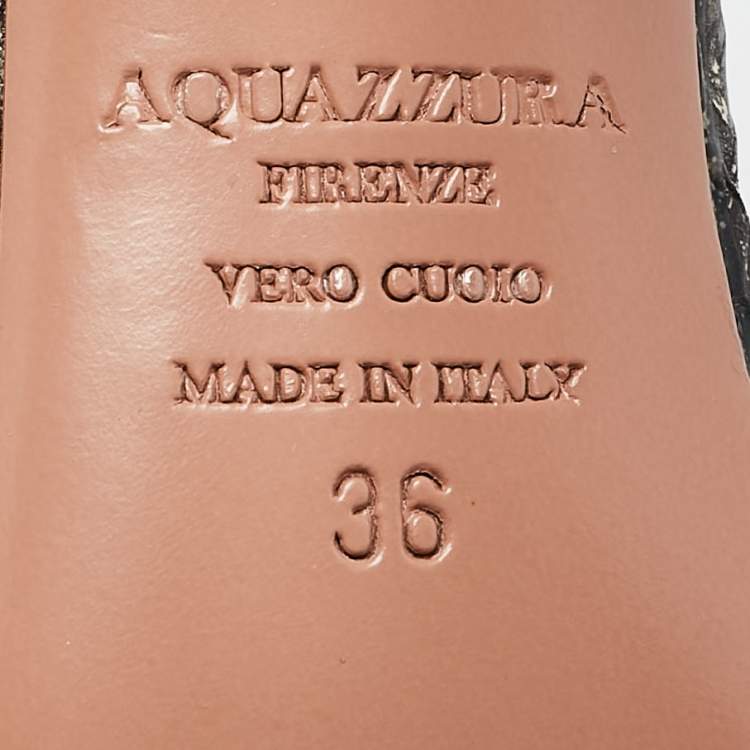 AQUAZZURA
FIRENZE
VERO CUOIO
MADE IN ITALY
36